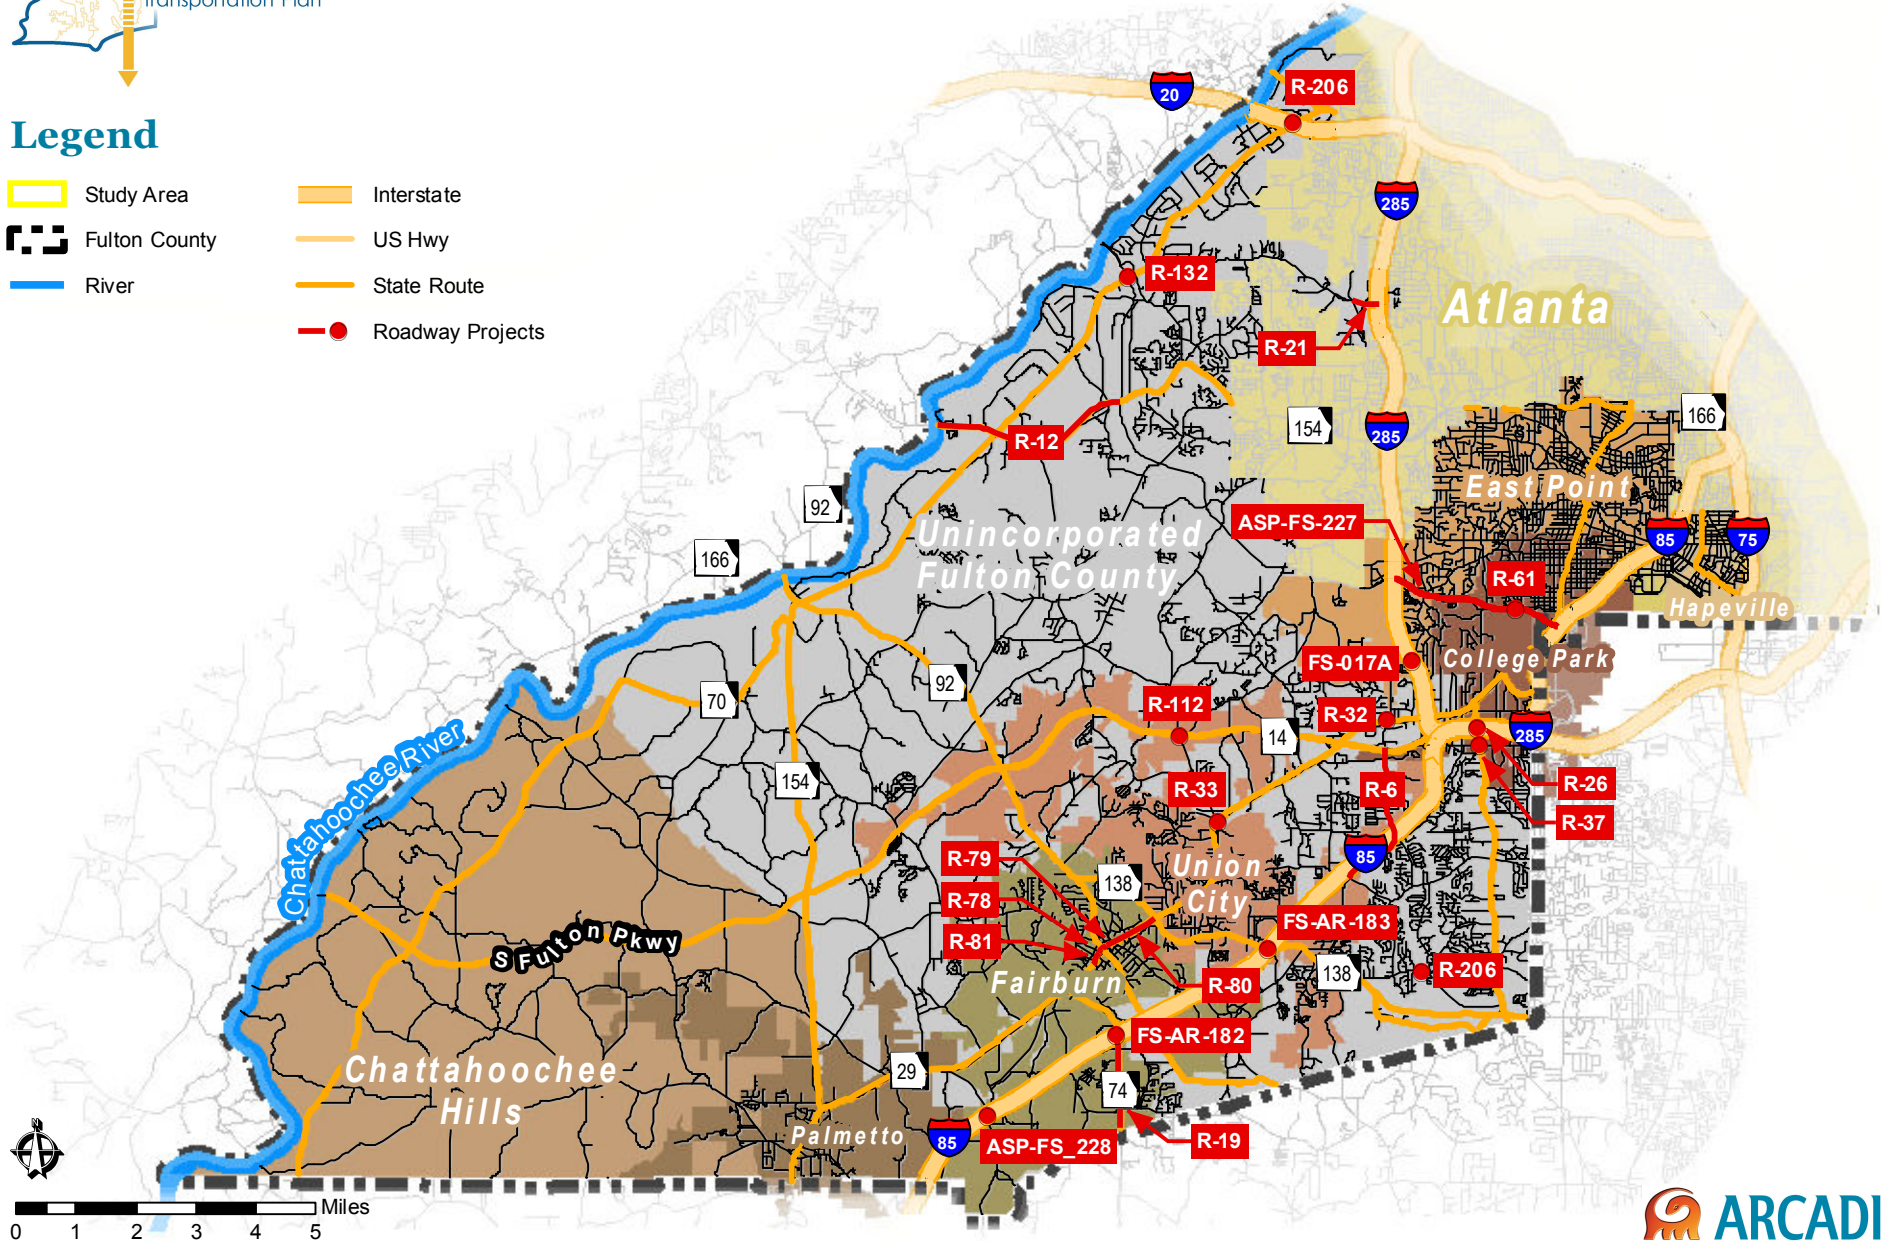 Transportation Plan
Legend
Study Area
Fulton County
River
Interstate
US Hwy
State Route
Roadway Projects
20
R-206
285
R-132
Atlanta
R-21
154
285
166
R-12
East Point
92
ASP-FS-227
Unincorporated
Fulton County
85
75
166
R-61
Hapeville
College Park
FS-017A
92
70
R-112
R-32
14
285
Chattahoochee River
154
R-33
R-6
R-26
R-37
85
R-79
138
Union
City
R-78
FS-AR-183
R-81
S Fulton Pkwy
138
R-206
Fairburn
R-80
FS-AR-182
Chattahoochee
Hills
29
74
Palmetto
85
ASP-FS_228
R-19
Miles
0 1 2 3 4 5
ARCADI